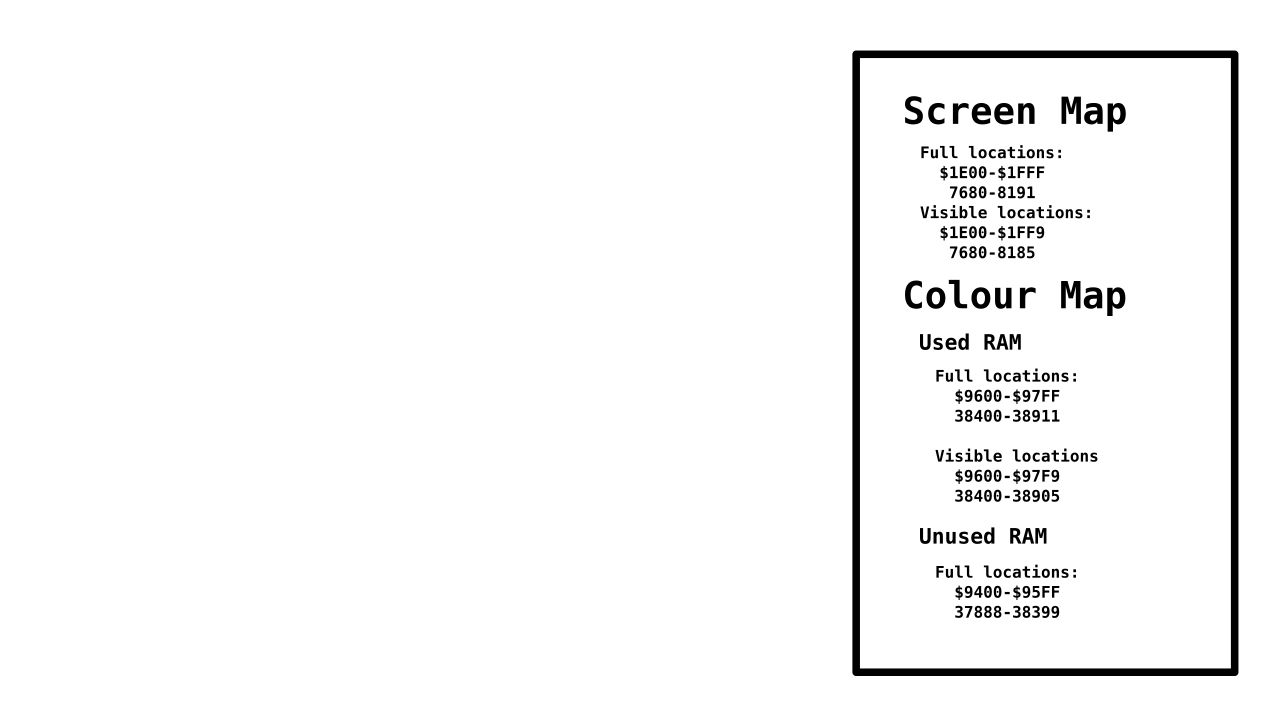 Screen Map
Full locations:
$1E00-$1FFF
7680-8191
Visible locations:
$1E00-$1FF9
7680-8185
Colour Map
Used RAM
Full locations:
$9600-$97FF
38400-38911
Visible locations
$9600-$97F9
38400-38905
Unused RAM
Full locations:
$9400-$95FF
37888-38399